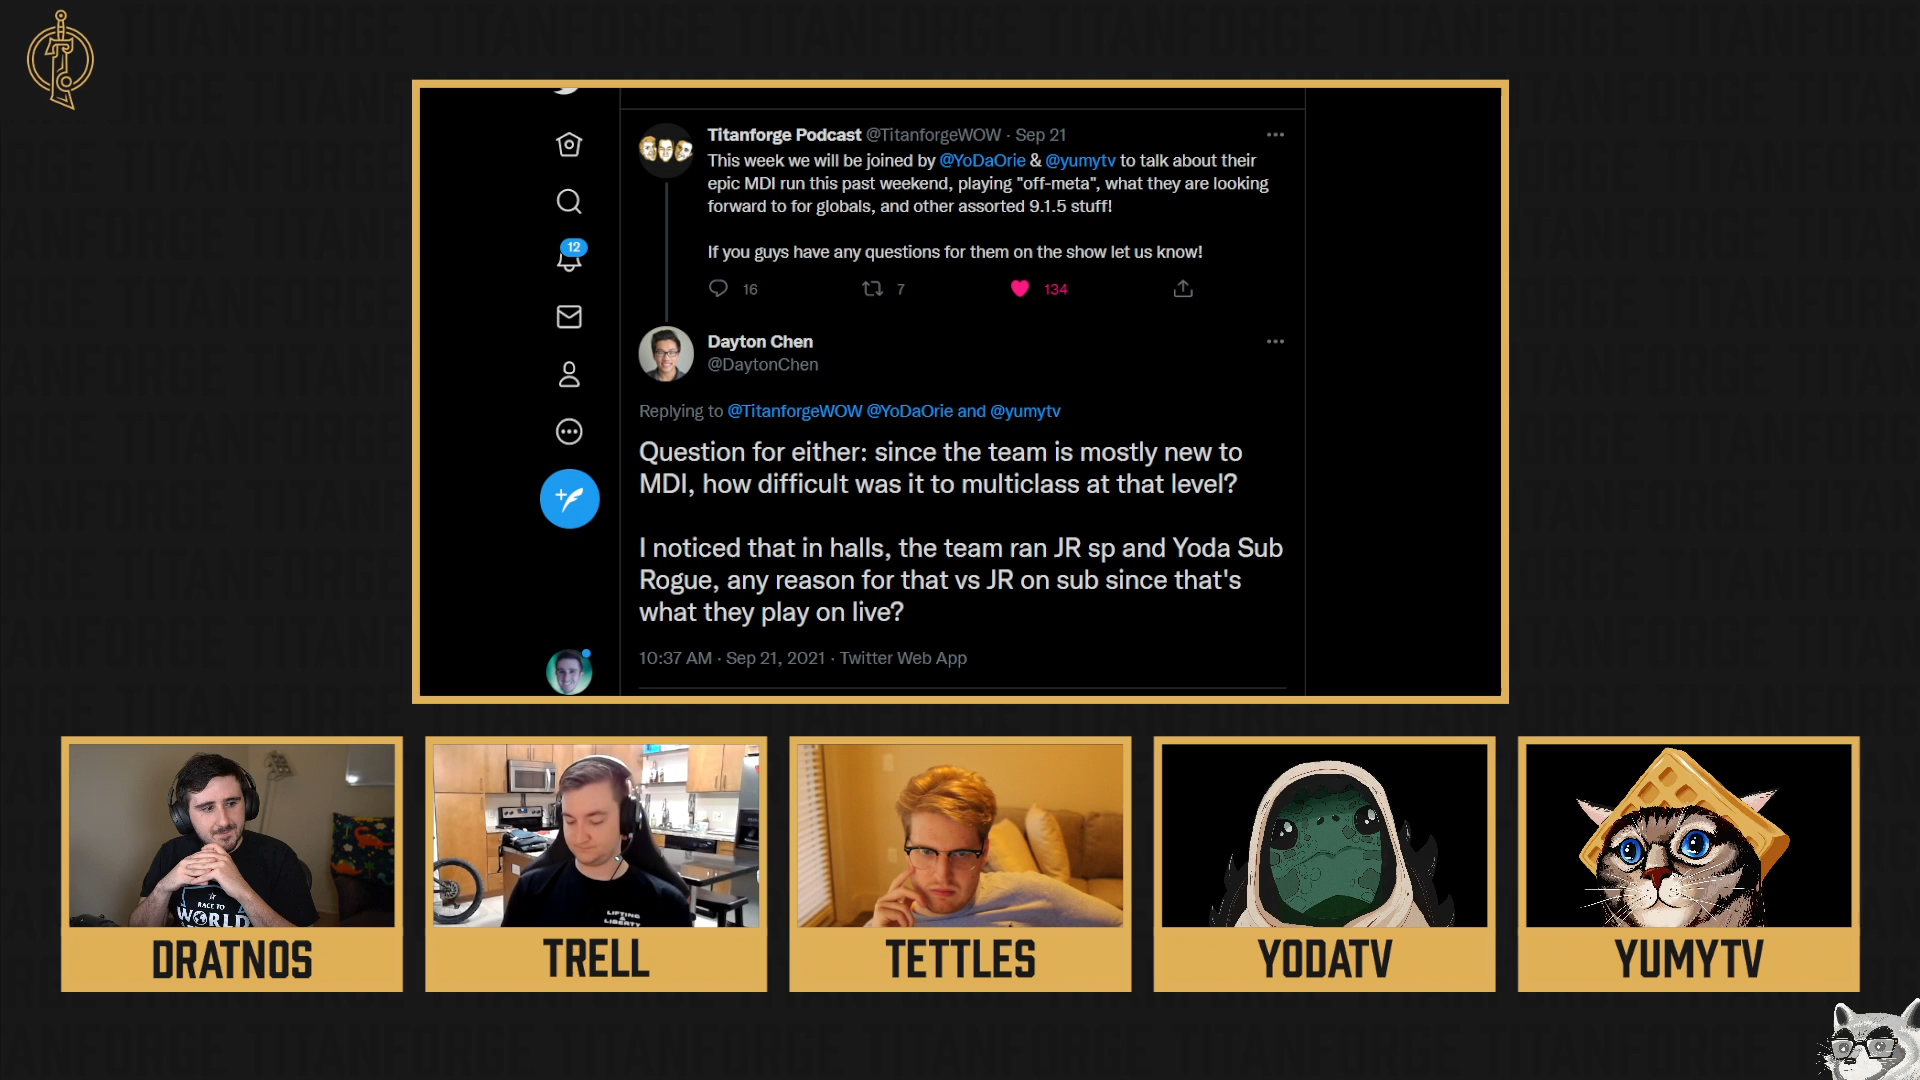 Titanforge Podcast @TitanforgeWOW · Sep 21
This week we will be joined by @YoDaOrie & @yumytv to talk about their
epic MDI run this past weekend, playing "off-meta", what they are looking
forward to for globals, and other assorted 9.1.5 stuff!
If you guys have any questions for them on the show let us know!
16 7 134
12
Dayton Chen
@DaytonChen
Replying to @TitanforgeWOW @YoDaOrie and @yumytv
Question for either: since the team is mostly new to
MDI, how difficult was it to multiclass at that level?
I noticed that in halls, the team ran JR sp and Yoda Sub
Rogue, any reason for that vs JR on sub since that's
what they play on live?
10:37 AM · Sep 21, 2021 · Twitter Web App
RACE TO
WORLD
LIFTING
LIBERTY
DRATNOS
TRELL
TETTLES
YODATV
YUMYTV